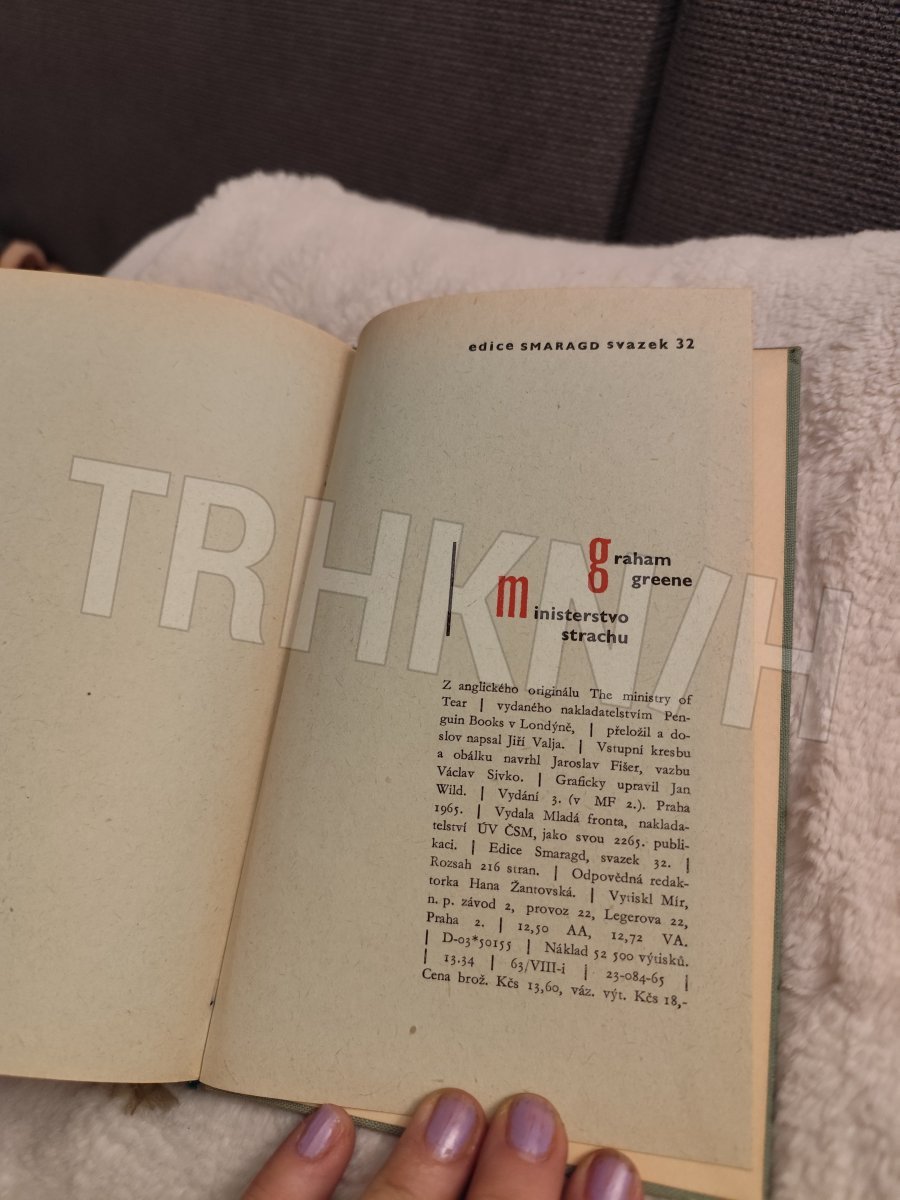 edice SMARAGD svazek 32
graham
greene
ministerstvo
strachu
Z anglického originálu The ministry of
Tear | vydaného nakladatelstvím Pen-
guin Books v Londýně, | přeložil a do-
slov napsal Jiří Valja. | Vstupní kresbu
a obálku navrhl Jaroslav Fišer, vazbu
Václav Sivko. | Graficky upravil Jan
Wild. | Vydání 3. (v MF 2.). Praha
1965. | Vydala Mladá fronta, naklada-
telství ÚV ČSM, jako svou 2265. publi-
kaci. | Edice Smaragd, svazek 32. |
Rozsah 216 stran. | Odpovědná redak-
torka Hana Žantovská. | Vytiskl Mír,
n. p. závod 2, provoz 22, Legerova 22,
Praha 2. | 12,50 AA, 12,72 VA.
| D-03*50155 | Náklad 52 500 výtisků.
| 13.34 | 63/VIII-i | 23-084-65 |
Cena brož. Kčs 13,60, váz. výt. Kčs 18,-
TRHKNIH